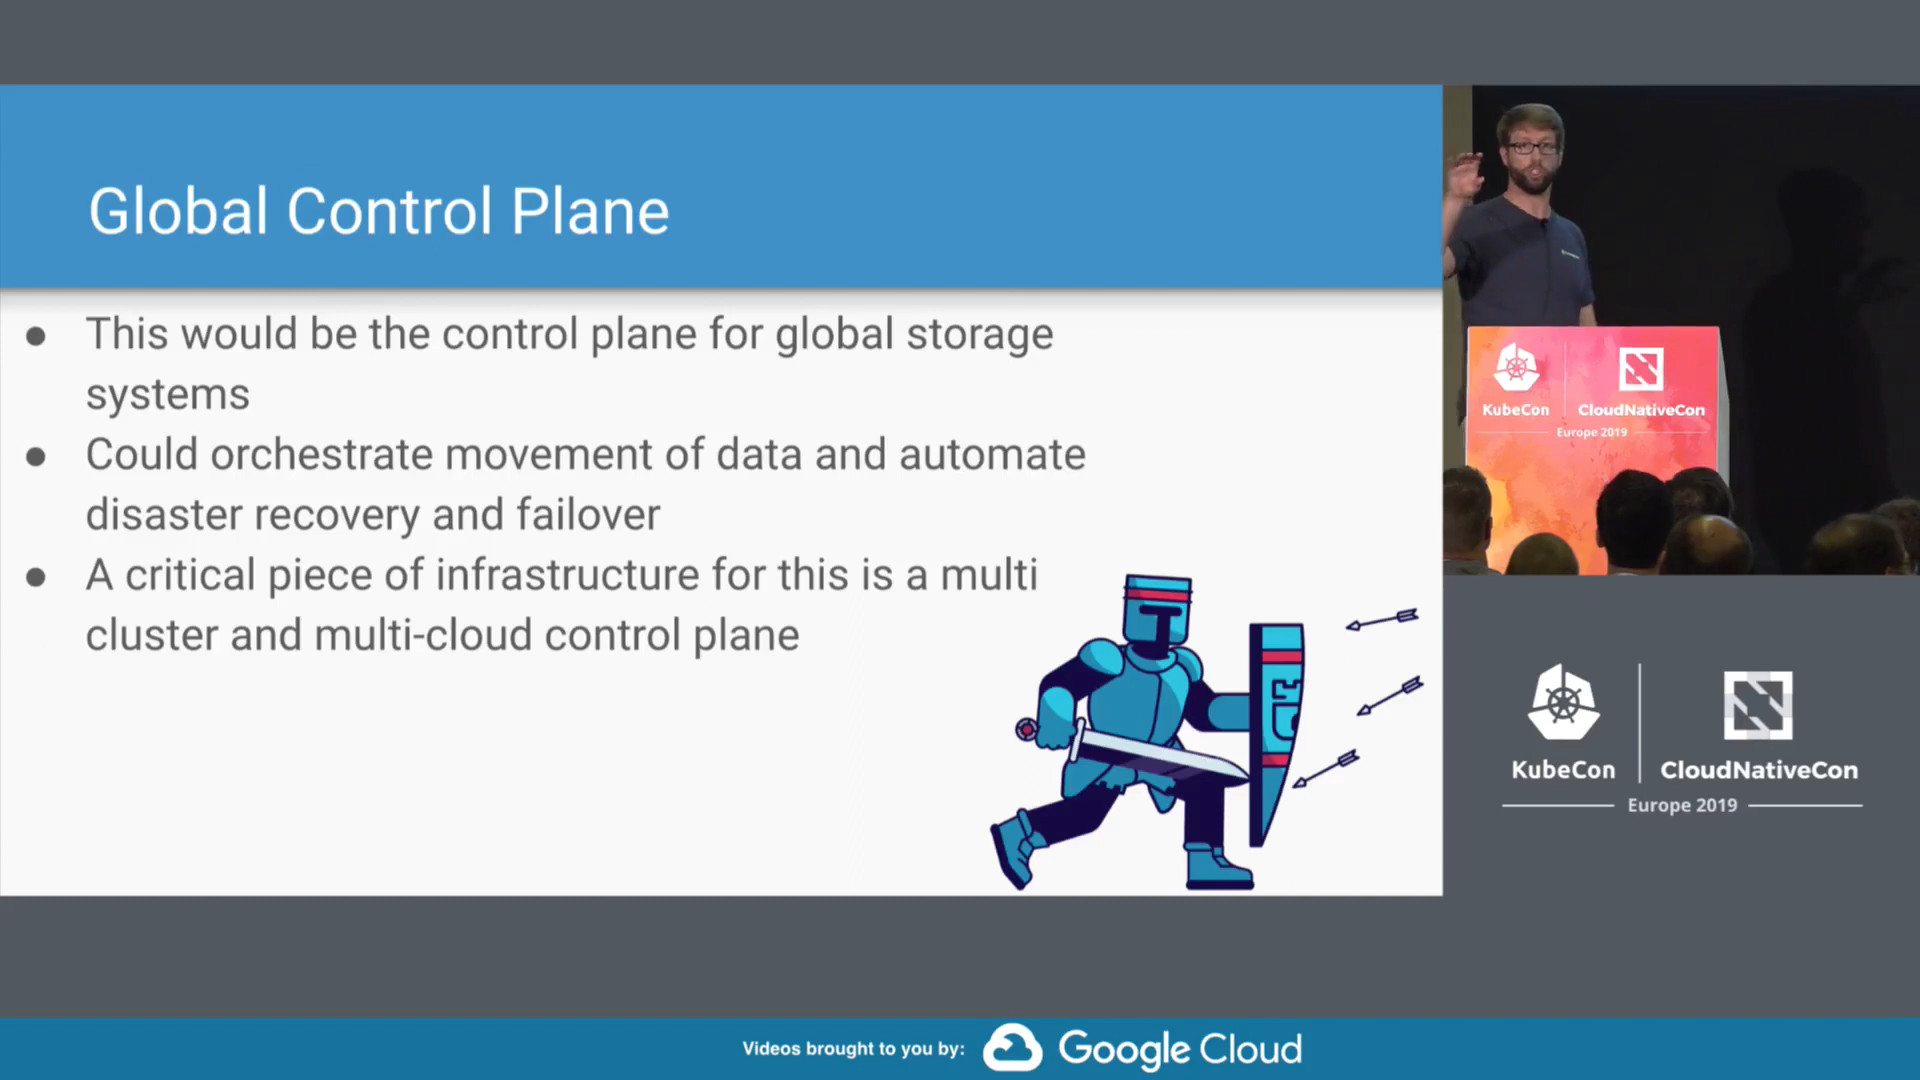 Global Control Plane
● This would be the control plane for global storage
systems
● Could orchestrate movement of data and automate
disaster recovery and failover
● A critical piece of infrastructure for this is a multi
cluster and multi-cloud control plane
KubeCon
CloudNativeCon
Europe 2019
KubeCon
CloudNativeCon
Europe 2019
Videos brought to you by:
Google Cloud